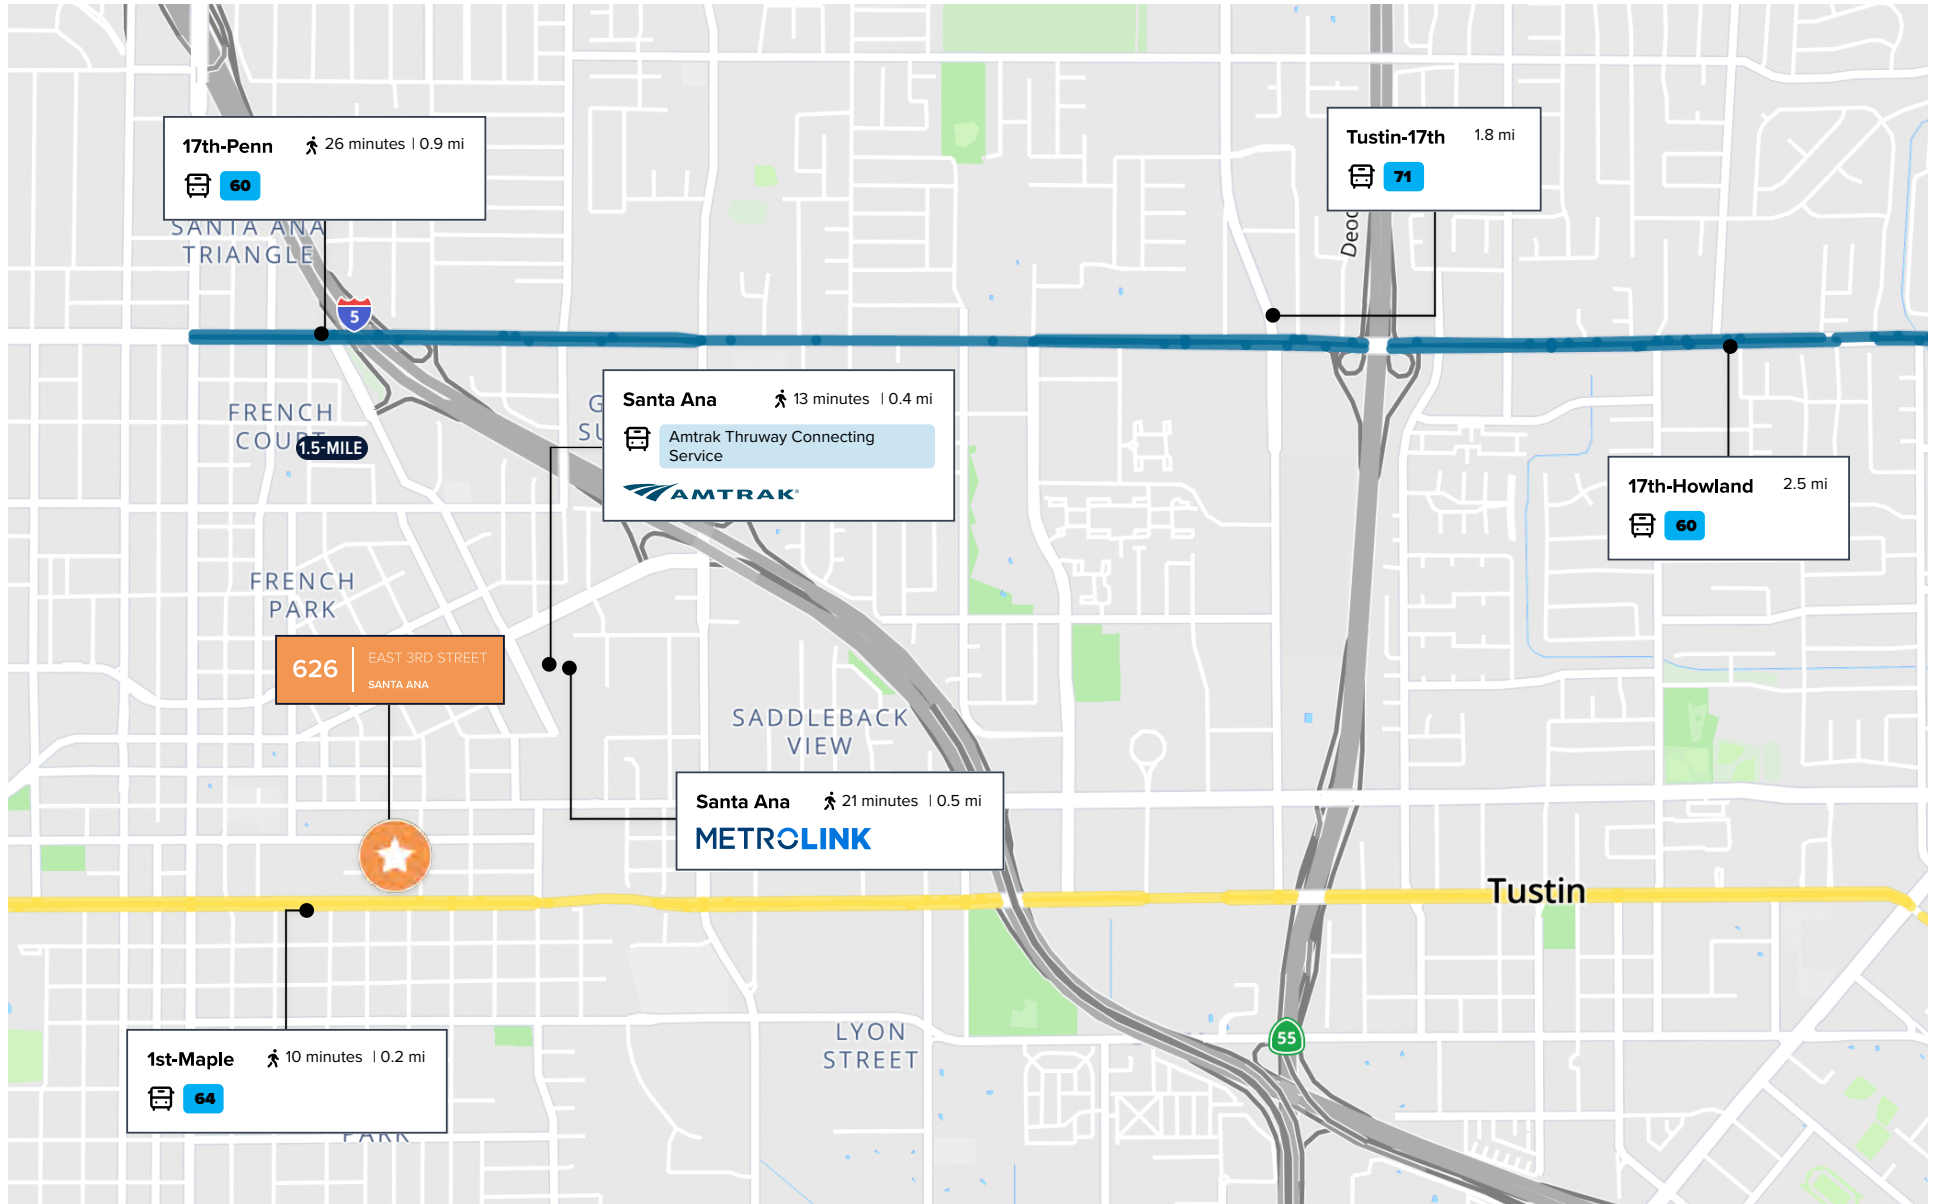 17th-Penn 26 minutes | 0.9 mi
60
Tustin-17th 1.8 mi
71
SANTA ANA
TRIANGLE
Deod
5
FRENCH
COURT
1.5-MILE
Santa Ana 13 minutes | 0.4 mi
Amtrak Thruway Connecting
Service
AMTRAK
17th-Howland 2.5 mi
60
FRENCH
PARK
626 EAST 3RD STREET
SANTA ANA
SADDLEBACK
VIEW
Santa Ana 21 minutes | 0.5 mi
METROLINK
Tustin
LYON
STREET
55
1st-Maple 10 minutes | 0.2 mi
64
PARK